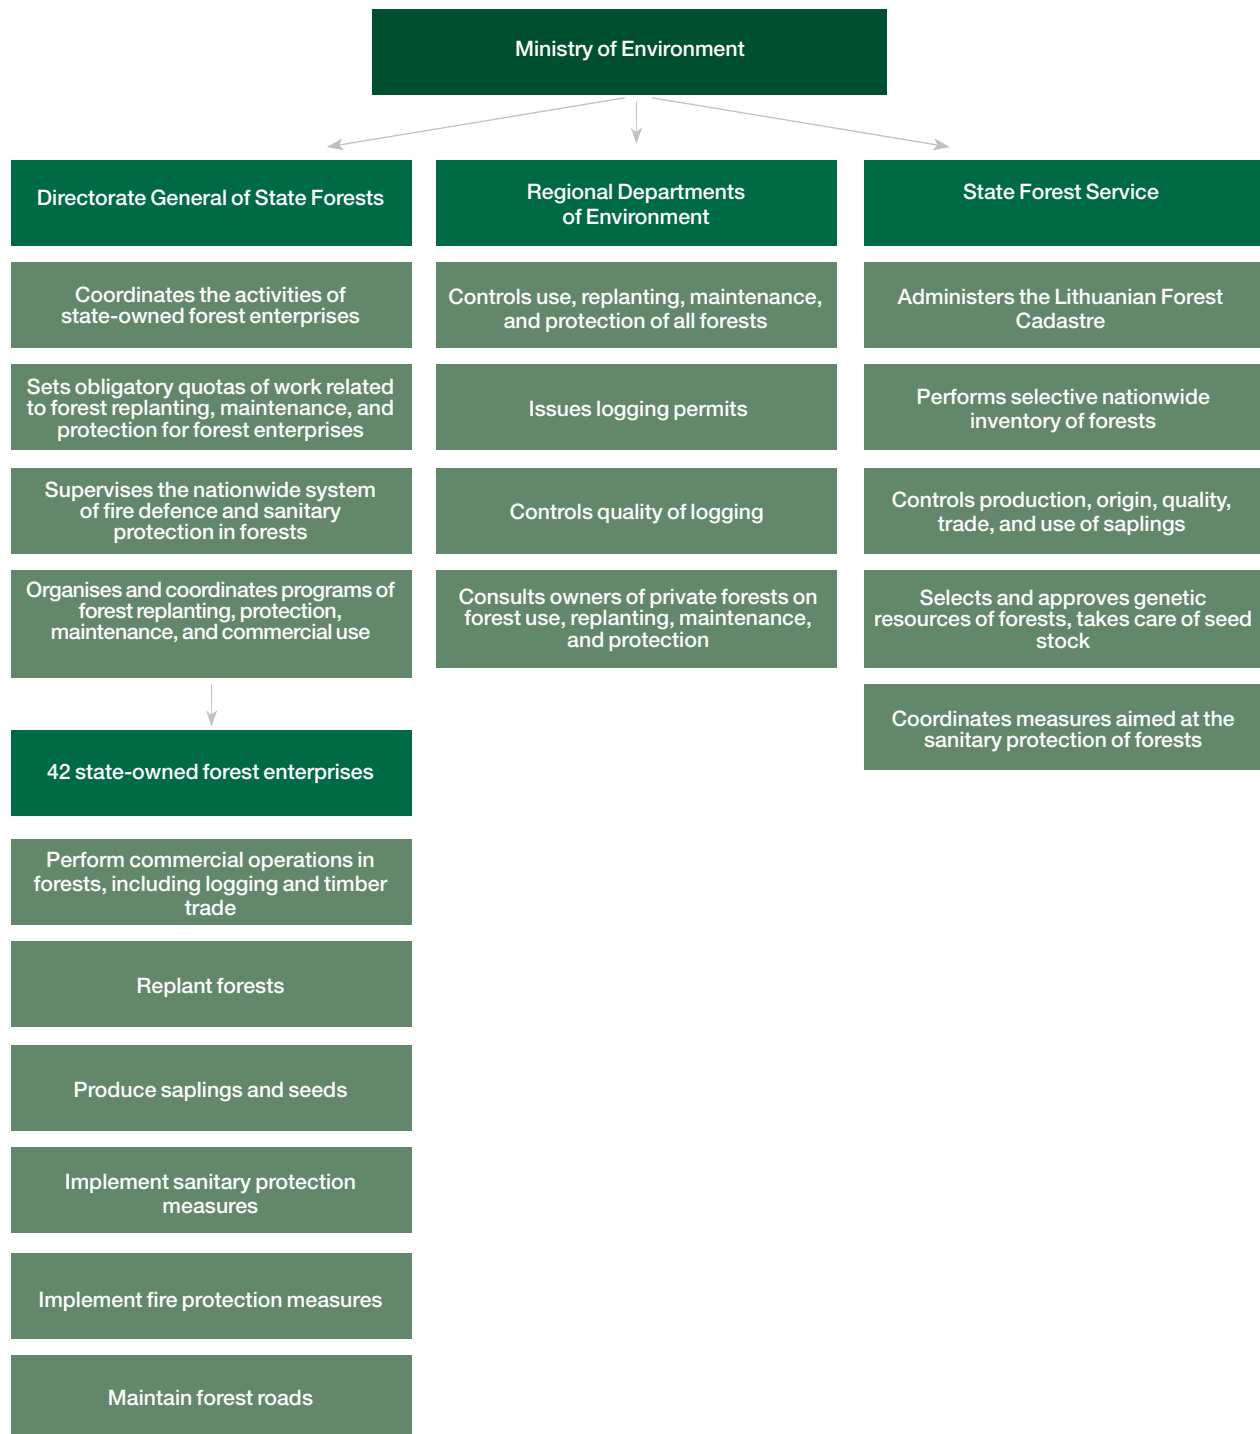 Ministry of Environment
Directorate General of State Forests
Coordinates the activities of
state-owned forest enterprises
Sets obligatory quotas of work related
to forest replanting, maintenance, and
protection for forest enterprises
Supervises the nationwide system
of fire defence and sanitary
protection in forests
Organises and coordinates programs of
forest replanting, protection,
maintenance, and commercial use
42 state-owned forest enterprises
Perform commercial operations in
forests, including logging and timber
trade
Replant forests
Produce saplings and seeds
Implement sanitary protection
measures
Implement fire protection measures
Maintain forest roads
Regional Departments
of Environment
Controls use, replanting, maintenance,
and protection of all forests
Issues logging permits
Controls quality of logging
Consults owners of private forests on
forest use, replanting, maintenance,
and protection
State Forest Service
Administers the Lithuanian Forest
Cadastre
Performs selective nationwide
inventory of forests
Controls production, origin, quality,
trade, and use of saplings
Selects and approves genetic
resources of forests, takes care of seed
stock
Coordinates measures aimed at the
sanitary protection of forests